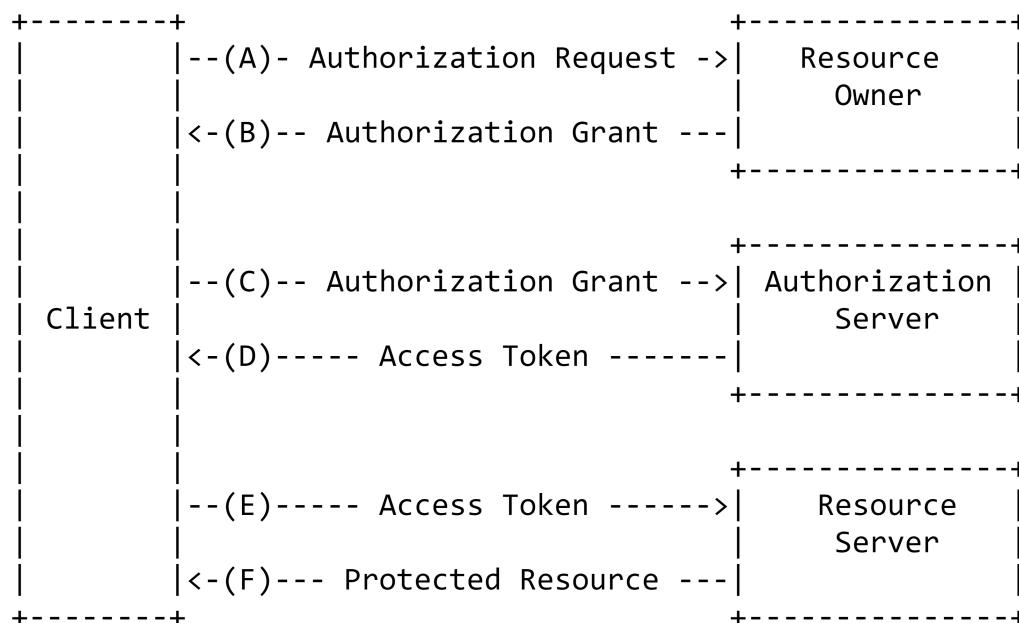 +--------+                               +---------------+
|        |--(A)- Authorization Request ->|   Resource    |
|        |                               |     Owner     |
|        |<-(B)-- Authorization Grant ---|               |
|        |                               +---------------+
|        |
|        |                               +---------------+
|        |--(C)-- Authorization Grant -->| Authorization |
| Client |                               |     Server    |
|        |<-(D)----- Access Token -------|               |
|        |                               +---------------+
|        |
|        |                               +---------------+
|        |--(E)----- Access Token ------>|    Resource   |
|        |                               |     Server    |
|        |<-(F)--- Protected Resource ---|               |
+--------+                               +---------------+